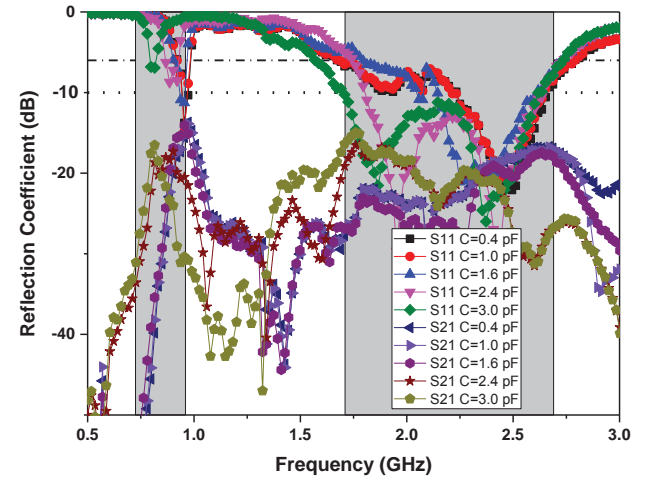 0
-10
-20
-30
-40
Reflection Coefficient (dB)
S11 C=0.4 pF
S11 C=1.0 pF
S11 C=1.6 pF
S11 C=2.4 pF
S11 C=3.0 pF
S21 C=0.4 pF
S21 C=1.0 pF
S21 C=1.6 pF
S21 C=2.4 pF
S21 C=3.0 pF
0.5 1.0 1.5 2.0 2.5 3.0
Frequency (GHz)